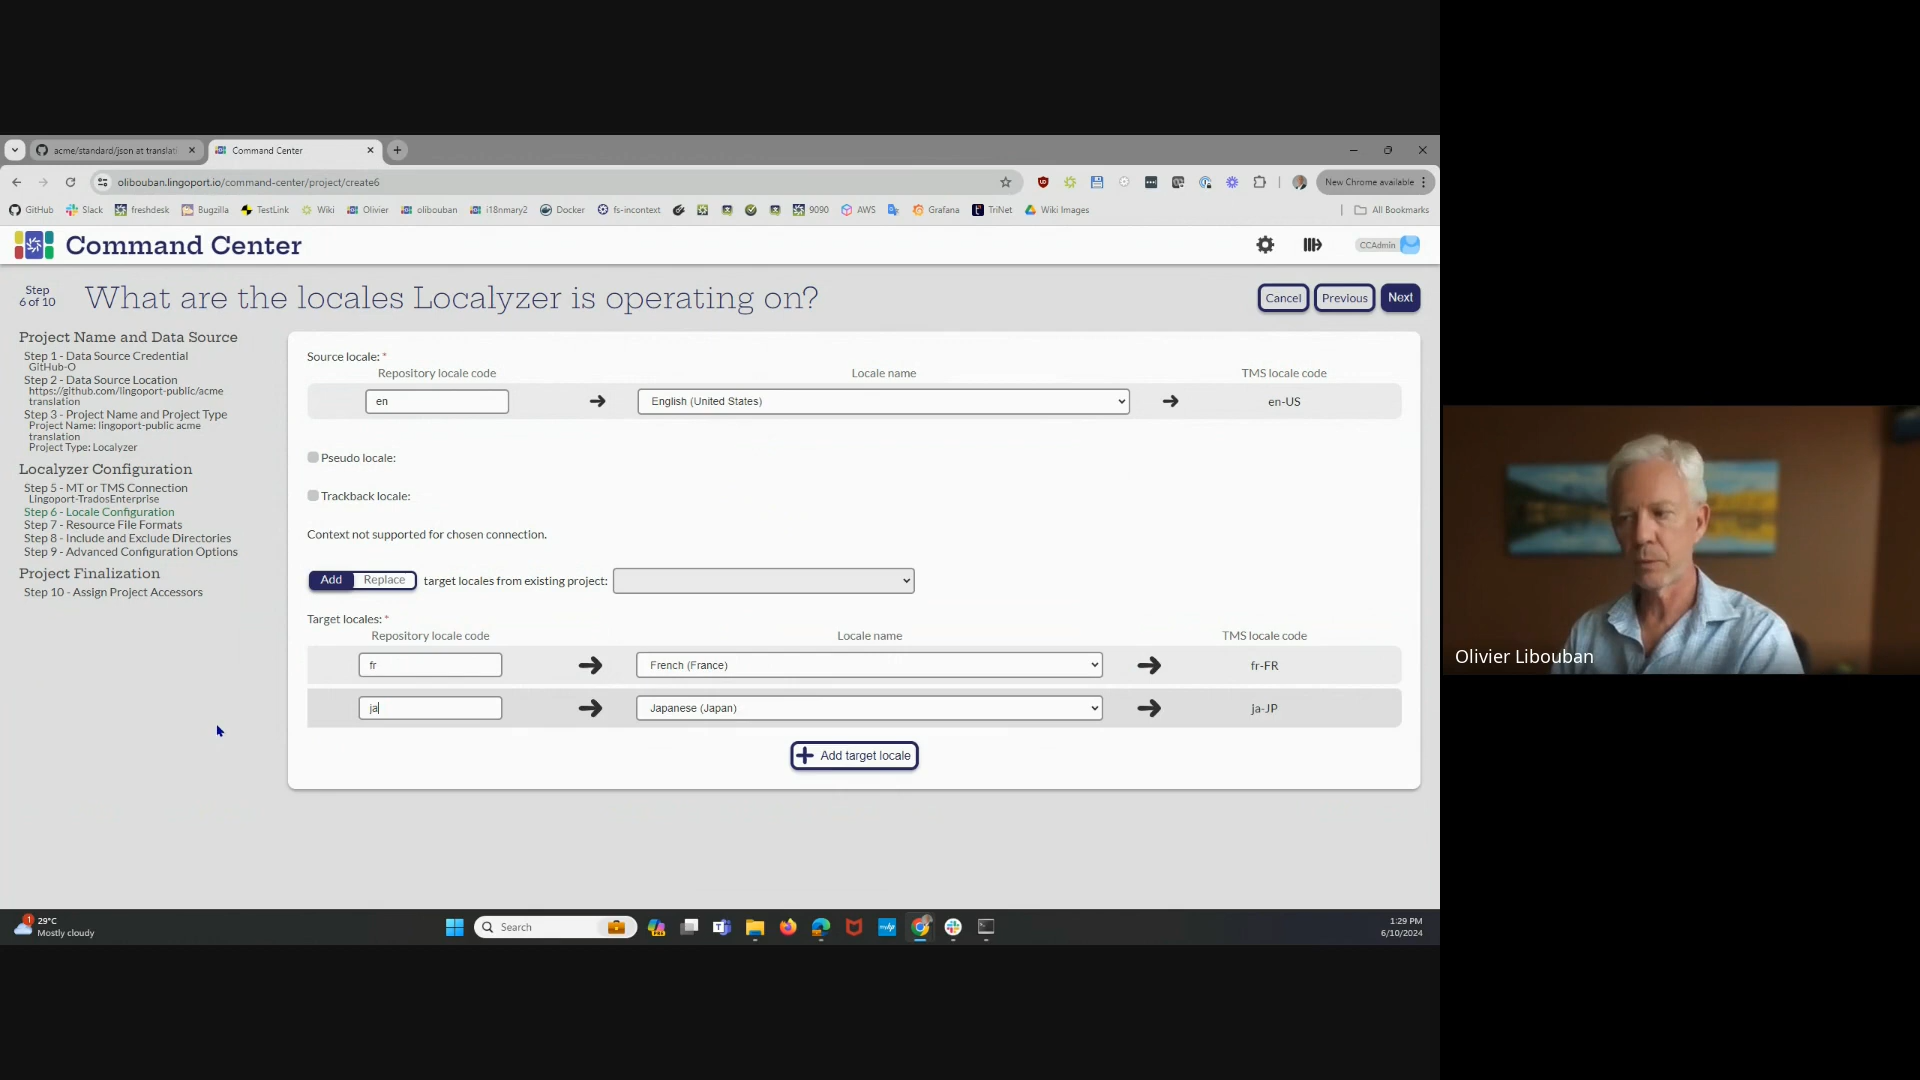 acme/standard/json at translati
Command Center
olibouban.lingoport.io/command-center/project/create6
New Chrome available
GitHub Slack freshdesk Bugzilla TestLink Wiki Olivier olibouban i18nmary2 Docker fs-incontext 9090 AWS Grafana TriNet Wiki Images All Bookmarks
Command Center
CCAdmin
Step
6 of 10
What are the locales Localyzer is operating on?
Cancel Previous Next
Project Name and Data Source
Step 1 - Data Source Credential
GitHub-O
Step 2 - Data Source Location
https://github.com/lingoport-public/acme
translation
Step 3 - Project Name and Project Type
Project Name: lingoport-public acme
translation
Project Type: Localyzer
Localyzer Configuration
Step 5 - MT or TMS Connection
Lingoport-TradosEnterprise
Step 6 - Locale Configuration
Step 7 - Resource File Formats
Step 8 - Include and Exclude Directories
Step 9 - Advanced Configuration Options
Project Finalization
Step 10 - Assign Project Accessors
Source locale: *
Repository locale code Locale name TMS locale code
en English (United States) en-US
Pseudo locale:
Trackback locale:
Context not supported for chosen connection.
Add Replace target locales from existing project:
Target locales: *
Repository locale code Locale name TMS locale code
fr French (France) fr-FR
ja Japanese (Japan) ja-JP
Add target locale
Olivier Libouban
1
29°C
Mostly cloudy
Search
1:29 PM
6/10/2024